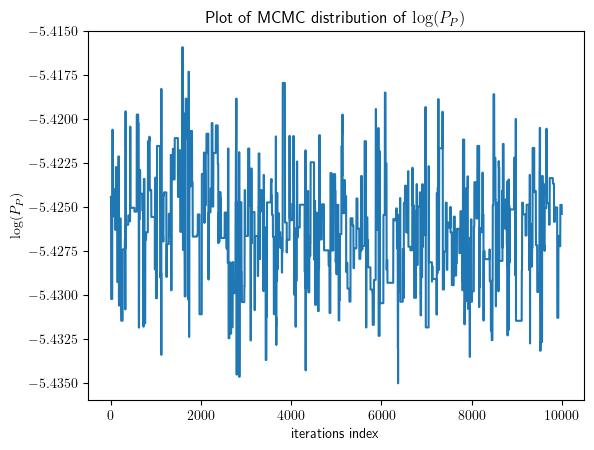 Plot of MCMC distribution of log(P_P)
−5.4150
−5.4175
−5.4200
−5.4225
−5.4250
−5.4275
−5.4300
−5.4325
−5.4350
log(P_P)
0 2000 4000 6000 8000 10000
iterations index